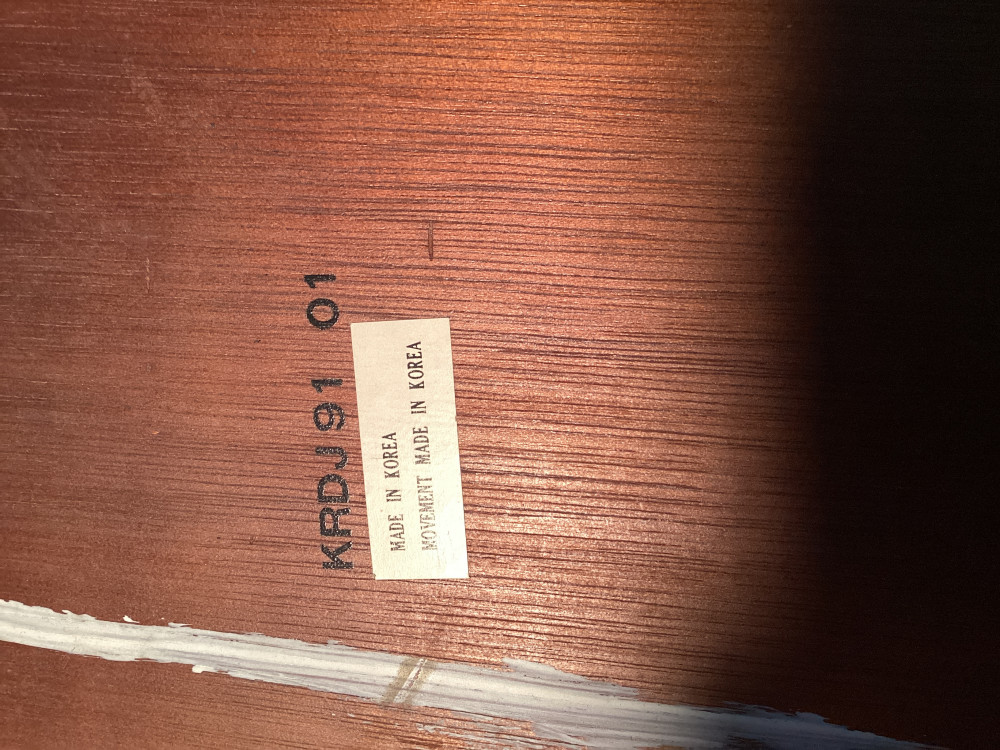 KRDJ91 01
MADE IN KOREA
MOVEMENT MADE IN KOREA